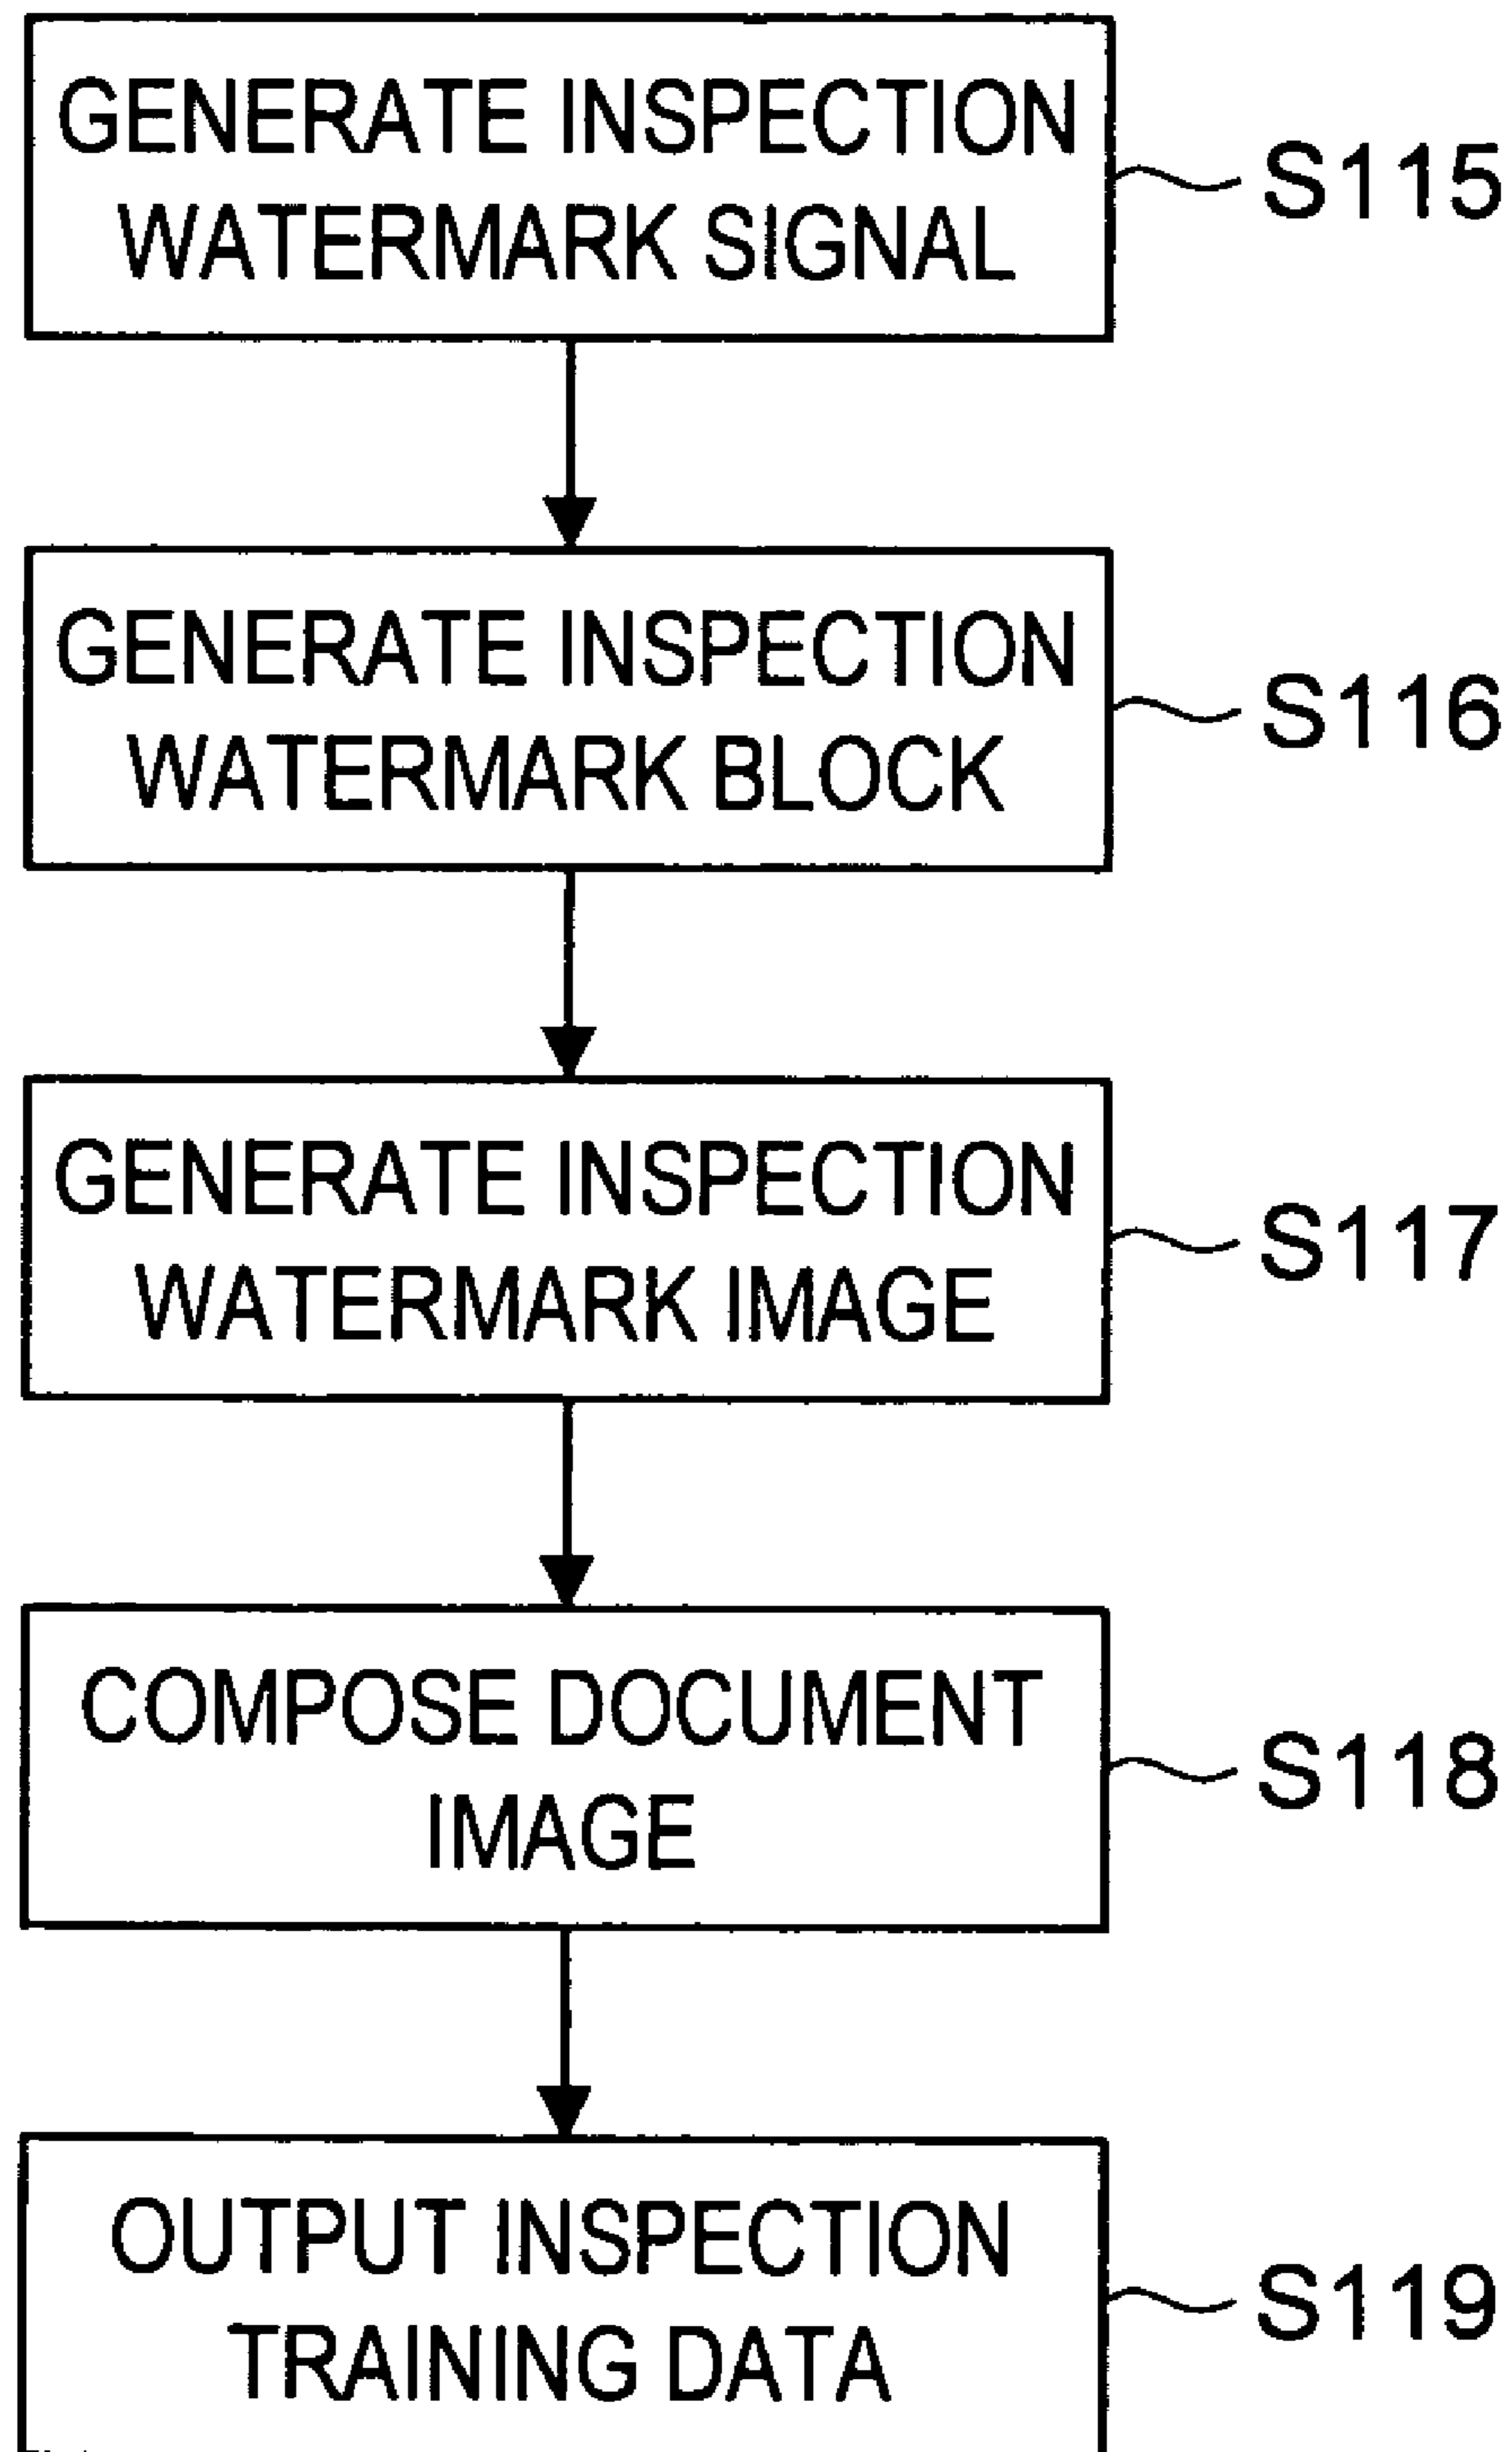 GENERATE INSPECTION
WATERMARK SIGNAL
S115
GENERATE INSPECTION
WATERMARK BLOCK
S116
GENERATE INSPECTION
WATERMARK IMAGE
S117
COMPOSE DOCUMENT
IMAGE
S118
OUTPUT INSPECTION
TRAINING DATA
S119